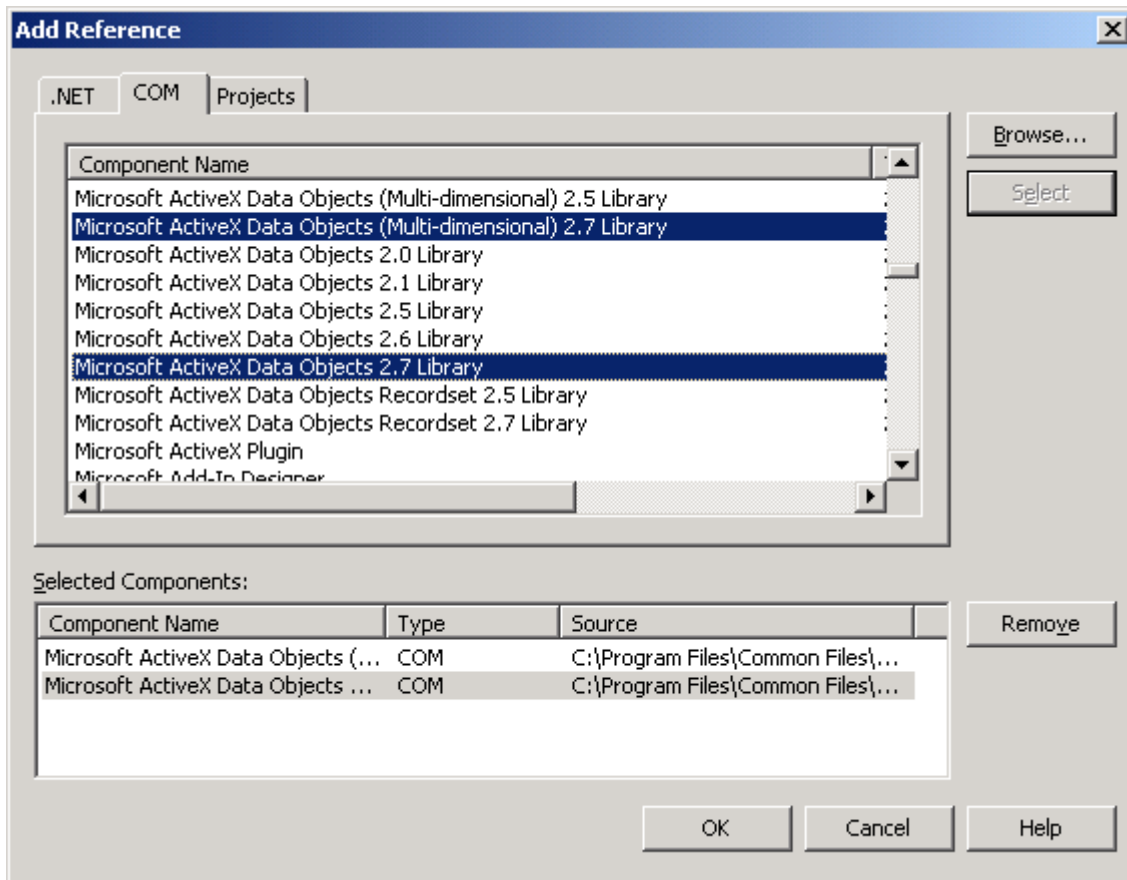 Add Reference
.NET COM Projects
Browse...
Component Name
Select
Microsoft ActiveX Data Objects (Multi-dimensional) 2.5 Library
Microsoft ActiveX Data Objects (Multi-dimensional) 2.7 Library
Microsoft ActiveX Data Objects 2.0 Library
Microsoft ActiveX Data Objects 2.1 Library
Microsoft ActiveX Data Objects 2.5 Library
Microsoft ActiveX Data Objects 2.6 Library
Microsoft ActiveX Data Objects 2.7 Library
Microsoft ActiveX Data Objects Recordset 2.5 Library
Microsoft ActiveX Data Objects Recordset 2.7 Library
Microsoft ActiveX Plugin
Microsoft Add-In Designer
Selected Components:
Component Name Type Source
Remove
Microsoft ActiveX Data Objects (... COM C:\Program Files\Common Files\...
Microsoft ActiveX Data Objects ... COM C:\Program Files\Common Files\...
OK Cancel Help